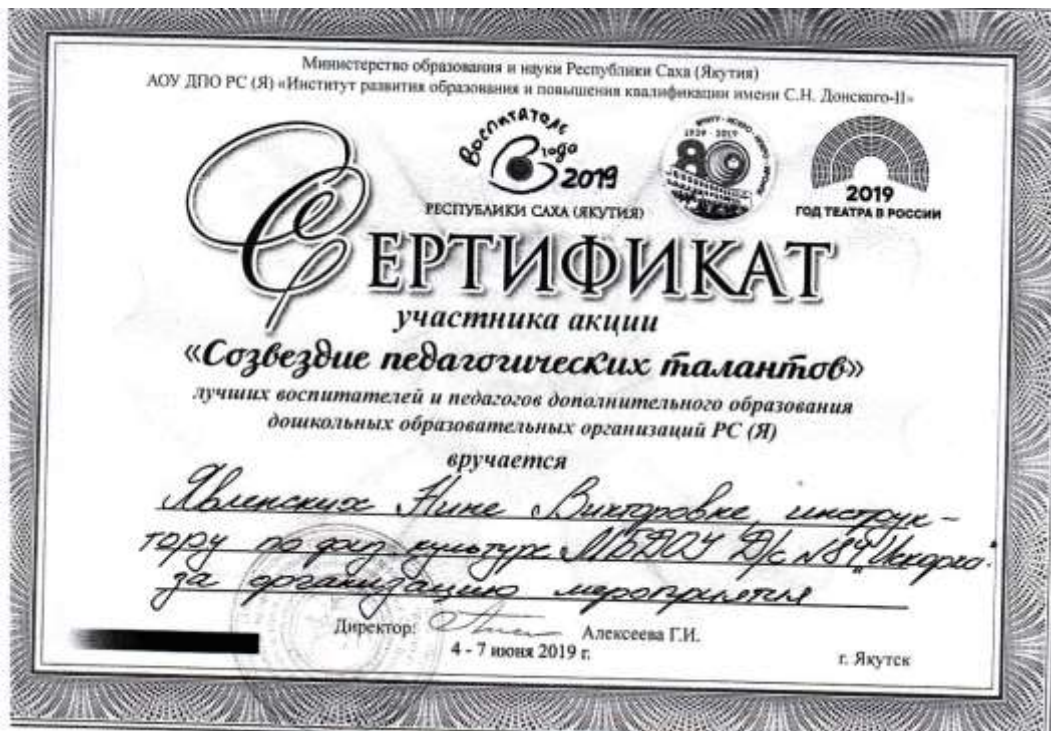 Министерство образования и науки Республики Саха (Якутия)
АОУ ДПО РС (Я) «Институт развития образования и повышения квалификации имени С.Н. Донского-II»
Воспитатель года 2019
РЕСПУБЛИКИ САХА (ЯКУТИЯ)
1939 - 2019
80
2019
ГОД ТЕАТРА В РОССИИ
СЕРТИФИКАТ
участника акции
«Созвездие педагогических талантов»
лучших воспитателей и педагогов дополнительного образования
дошкольных образовательных организаций РС (Я)
вручается
Явленских Нине Викторовне, инструк-
тору по физ. культуре МБДОУ Д/с №84 "Искорка"
за организацию мероприятия
Директор: Алексеева Г.И.
4 - 7 июня 2019 г.
г. Якутск